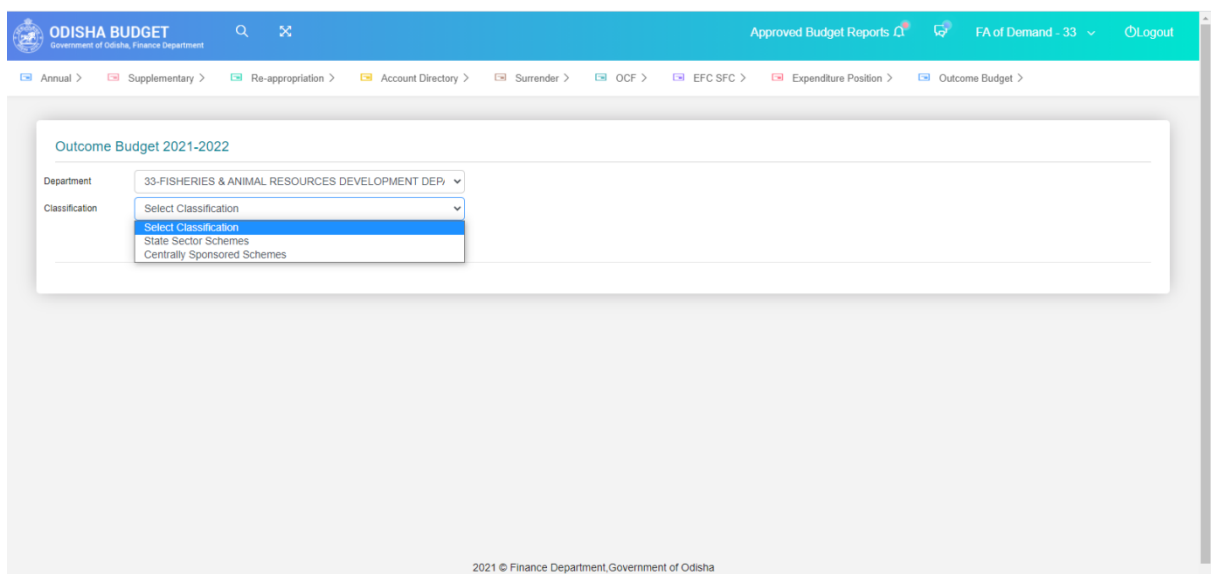 ODISHA BUDGET
Government of Odisha, Finance Department
Approved Budget Reports
FA of Demand - 33
Logout
Annual >
Supplementary >
Re-appropriation >
Account Directory >
Surrender >
OCF >
EFC SFC >
Expenditure Position >
Outcome Budget >
Outcome Budget 2021-2022
Department
33-FISHERIES & ANIMAL RESOURCES DEVELOPMENT DEP
Classification
Select Classification
Select Classification
State Sector Schemes
Centrally Sponsored Schemes
2021 © Finance Department,Government of Odisha